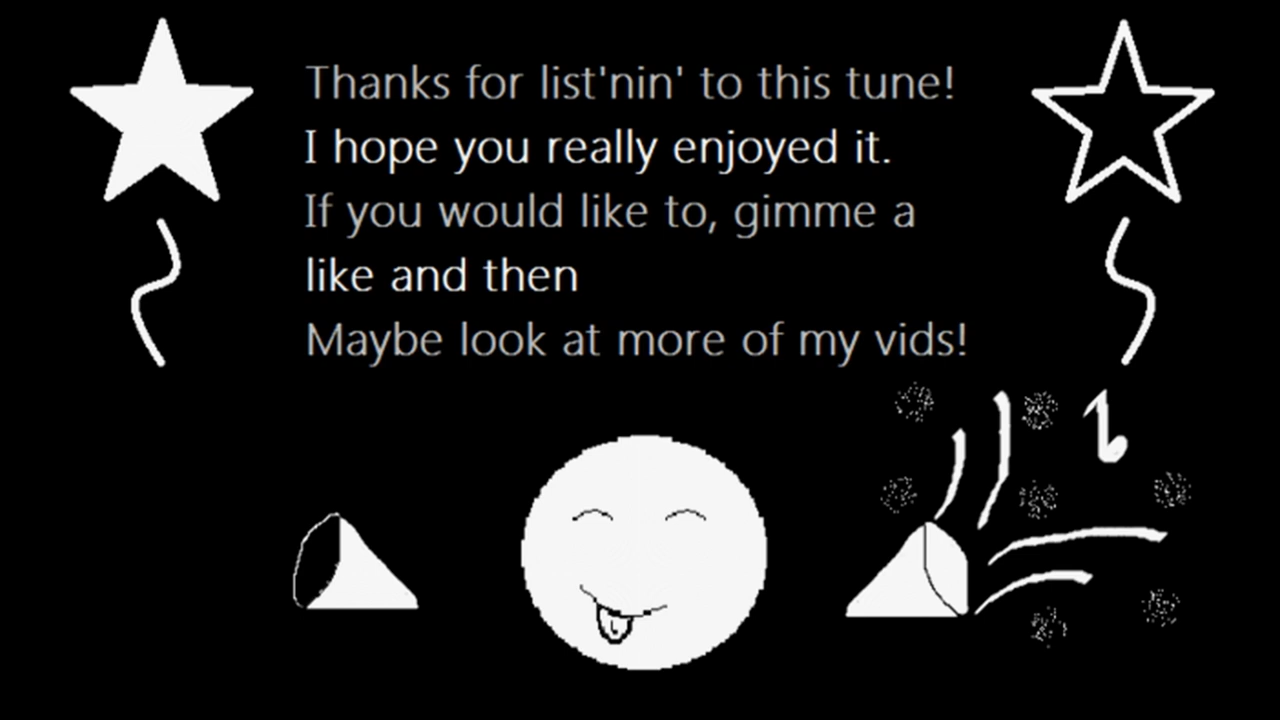 Thanks for list'nin' to this tune!
I hope you really enjoyed it.
If you would like to, gimme a
like and then
Maybe look at more of my vids!